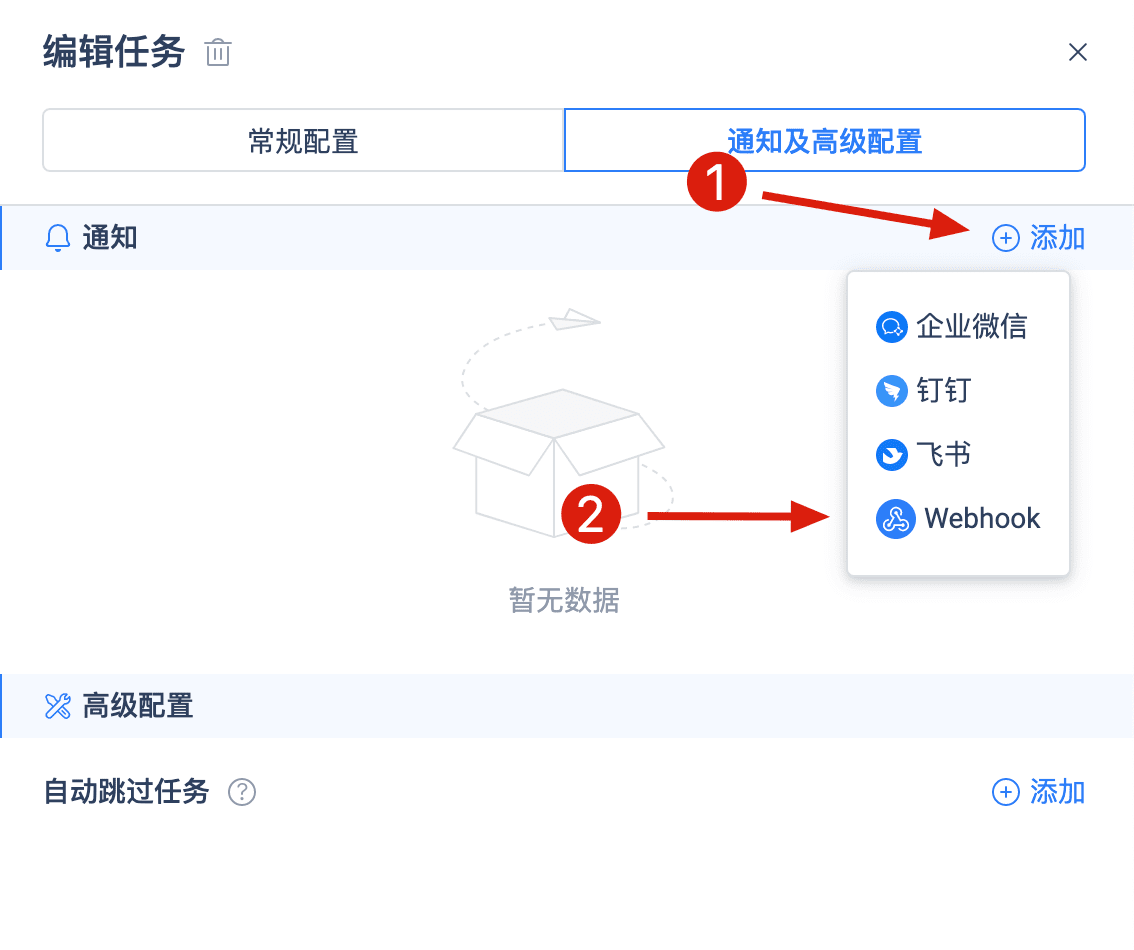 编辑任务
常规配置
通知及高级配置
1
通知
添加
企业微信
钉钉
飞书
2
Webhook
暂无数据
高级配置
自动跳过任务 ?
添加